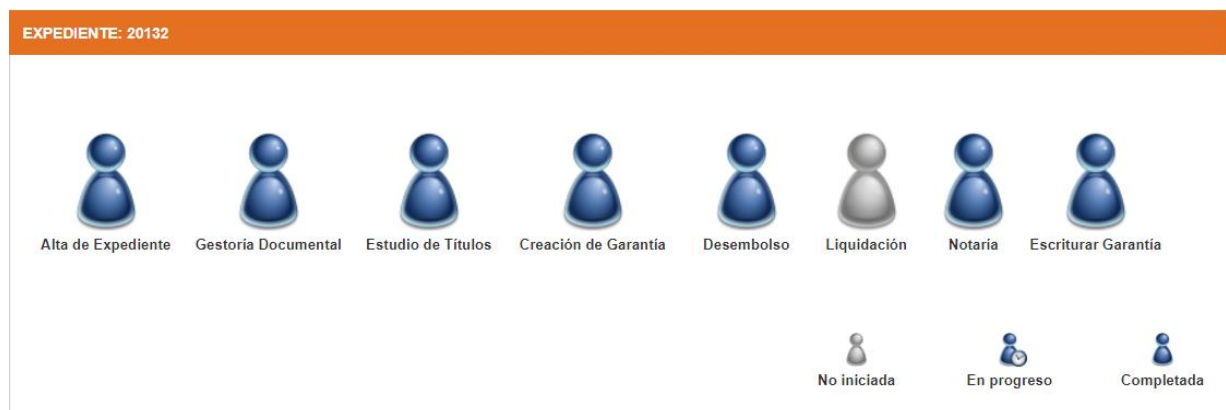 EXPEDIENTE: 20132
Alta de Expediente Gestoría Documental Estudio de Títulos Creación de Garantía Desembolso Liquidación Notaría Escriturar Garantía
No iniciada En progreso Completada